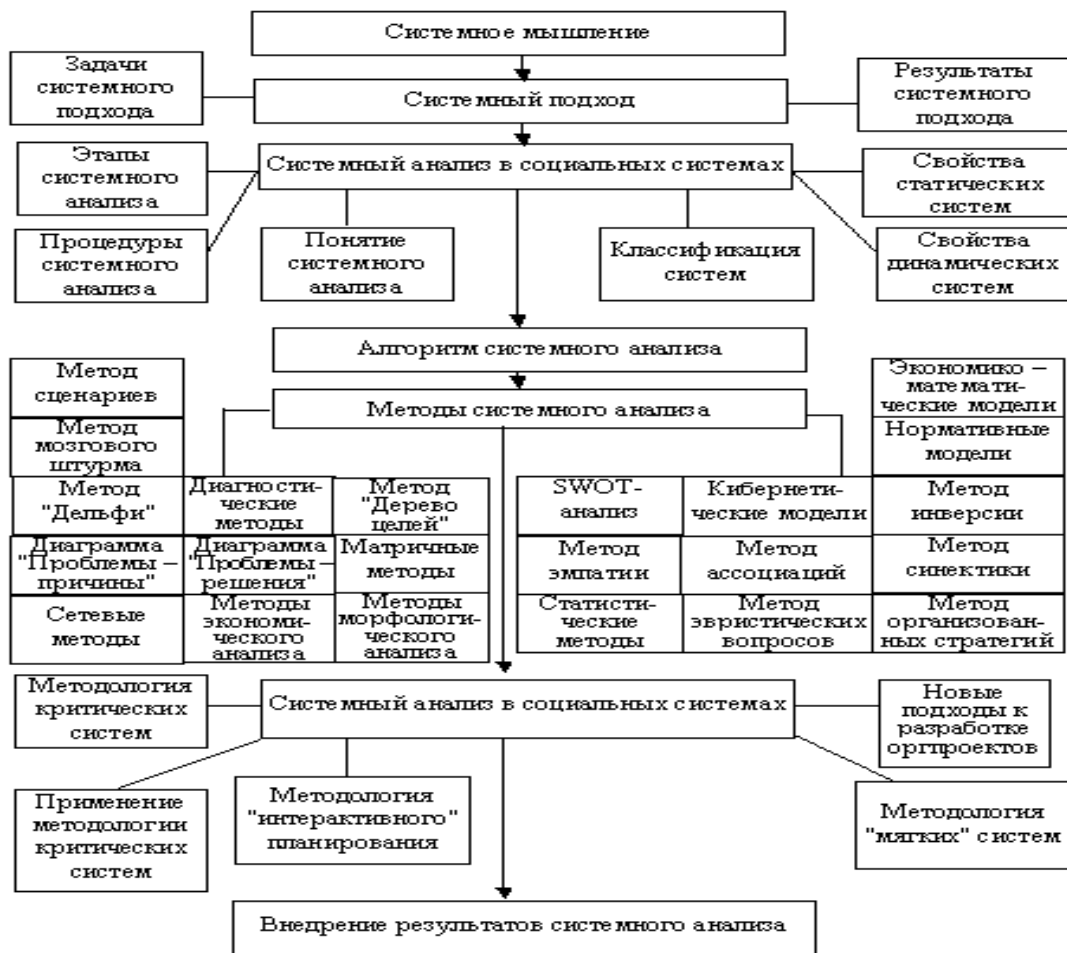 Системное мышление
Задачи
системного
подхода
Системный подход
Результаты
системного
подхода
Этапы
системного
анализа
Системный анализ в социальных системах
Свойства
статических
систем
Процедуры
системного
анализа
Понятие
системного
анализа
Классификация
систем
Свойства
динамических
систем
Алгоритм системного анализа
Метод
сценариев
Методы системного анализа
Экономико –
математи-
ческие модели
Метод
мозгового
штурма
Нормативные
модели
Метод
"Дельфи"
Диагности-
ческие
методы
Метод
"Дерево
целей"
SWOT-
анализ
Кибернети-
ческие модели
Метод
инверсии
Диаграмма
"Проблемы –
причины"
Диаграмма
"Проблемы –
решения"
Матричные
методы
Метод
эмпатии
Метод
ассоциаций
Метод
синектики
Сетевые
методы
Методы
экономи-
ческого
анализа
Методы
морфологи-
ческого
анализа
Статисти-
ческие
методы
Метод
эвристических
вопросов
Метод
организован-
ных стратегий
Методология
критических
систем
Системный анализ в социальных системах
Новые
подходы к
разработке
оргпроектов
Применение
методологии
критических
систем
Методология
"интерактивного"
планирования
Методология
"мягких" систем
Внедрение результатов системного анализа